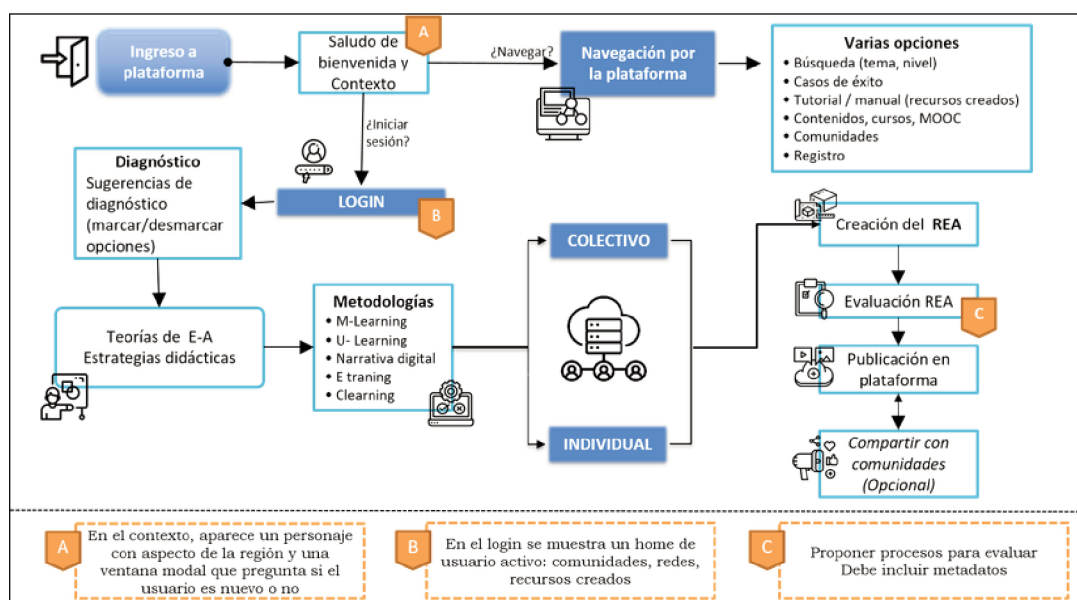 Ingreso a
plataforma
Saludo de
bienvenida y
Contexto
A
¿Navegar?
Navegación por
la plataforma
Varias opciones
• Búsqueda (tema, nivel)
• Casos de éxito
• Tutorial / manual (recursos creados)
• Contenidos, cursos, MOOC
• Comunidades
• Registro
¿Iniciar
sesión?
LOGIN
B
Diagnóstico
Sugerencias de
diagnóstico
(marcar/desmarcar
opciones)
Teorías de E-A
Estrategias didácticas
Metodologías
• M-Learning
• U- Learning
• Narrativa digital
• E traning
• Clearning
COLECTIVO
INDIVIDUAL
Creación del REA
Evaluación REA
C
Publicación en
plataforma
Compartir con
comunidades
(Opcional)
A
En el contexto, aparece un personaje
con aspecto de la región y una
ventana modal que pregunta si el
usuario es nuevo o no
B
En el login se muestra un home de
usuario activo: comunidades, redes,
recursos creados
C
Proponer procesos para evaluar
Debe incluir metadatos